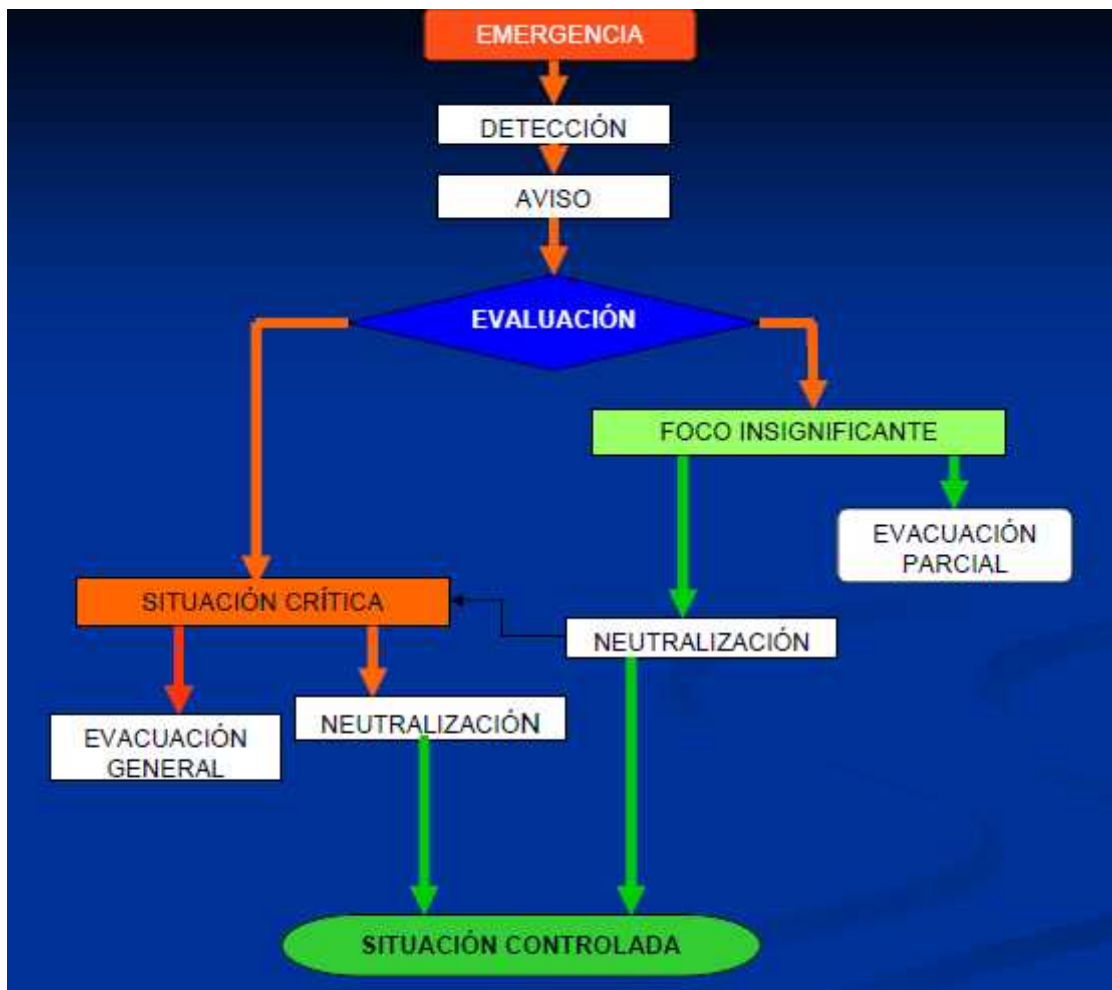 EMERGENCIA
DETECCIÓN
AVISO
EVALUACIÓN
FOCO INSIGNIFICANTE
EVACUACIÓN
PARCIAL
SITUACIÓN CRÍTICA
NEUTRALIZACIÓN
NEUTRALIZACIÓN
EVACUACIÓN
GENERAL
SITUACIÓN CONTROLADA